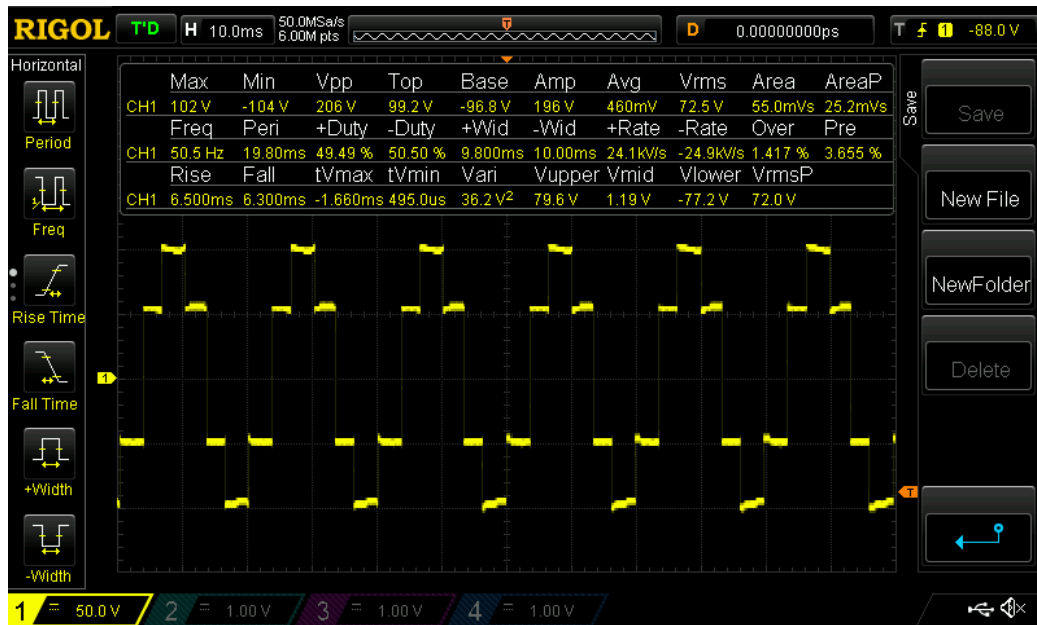 RIGOL T'D H 10.0ms 50.0MSa/s 6.00M pts D 0.00000000ps T 1 -88.0 V
Horizontal
Period
Freq
Rise Time
Fall Time
+Width
-Width
Max Min Vpp Top Base Amp Avg Vrms Area AreaP
CH1 102 V -104 V 206 V 99.2 V -96.8 V 196 V 460mV 72.5 V 55.0mVs 25.2mVs
Freq Peri +Duty -Duty +Wid -Wid +Rate -Rate Over Pre
CH1 50.5 Hz 19.80ms 49.49 % 50.50 % 9.800ms 10.00ms 24.1kV/s -24.9kV/s 1.417 % 3.655 %
Rise Fall tVmax tVmin Vari Vupper Vmid Vlower VrmsP
CH1 6.500ms 6.300ms -1.660ms 495.0us 36.2 V² 79.6 V 1.19 V -77.2 V 72.0 V
T
1
T
Save
Save
New File
NewFolder
Delete
1 50.0 V 2 1.00 V 3 1.00 V 4 1.00 V